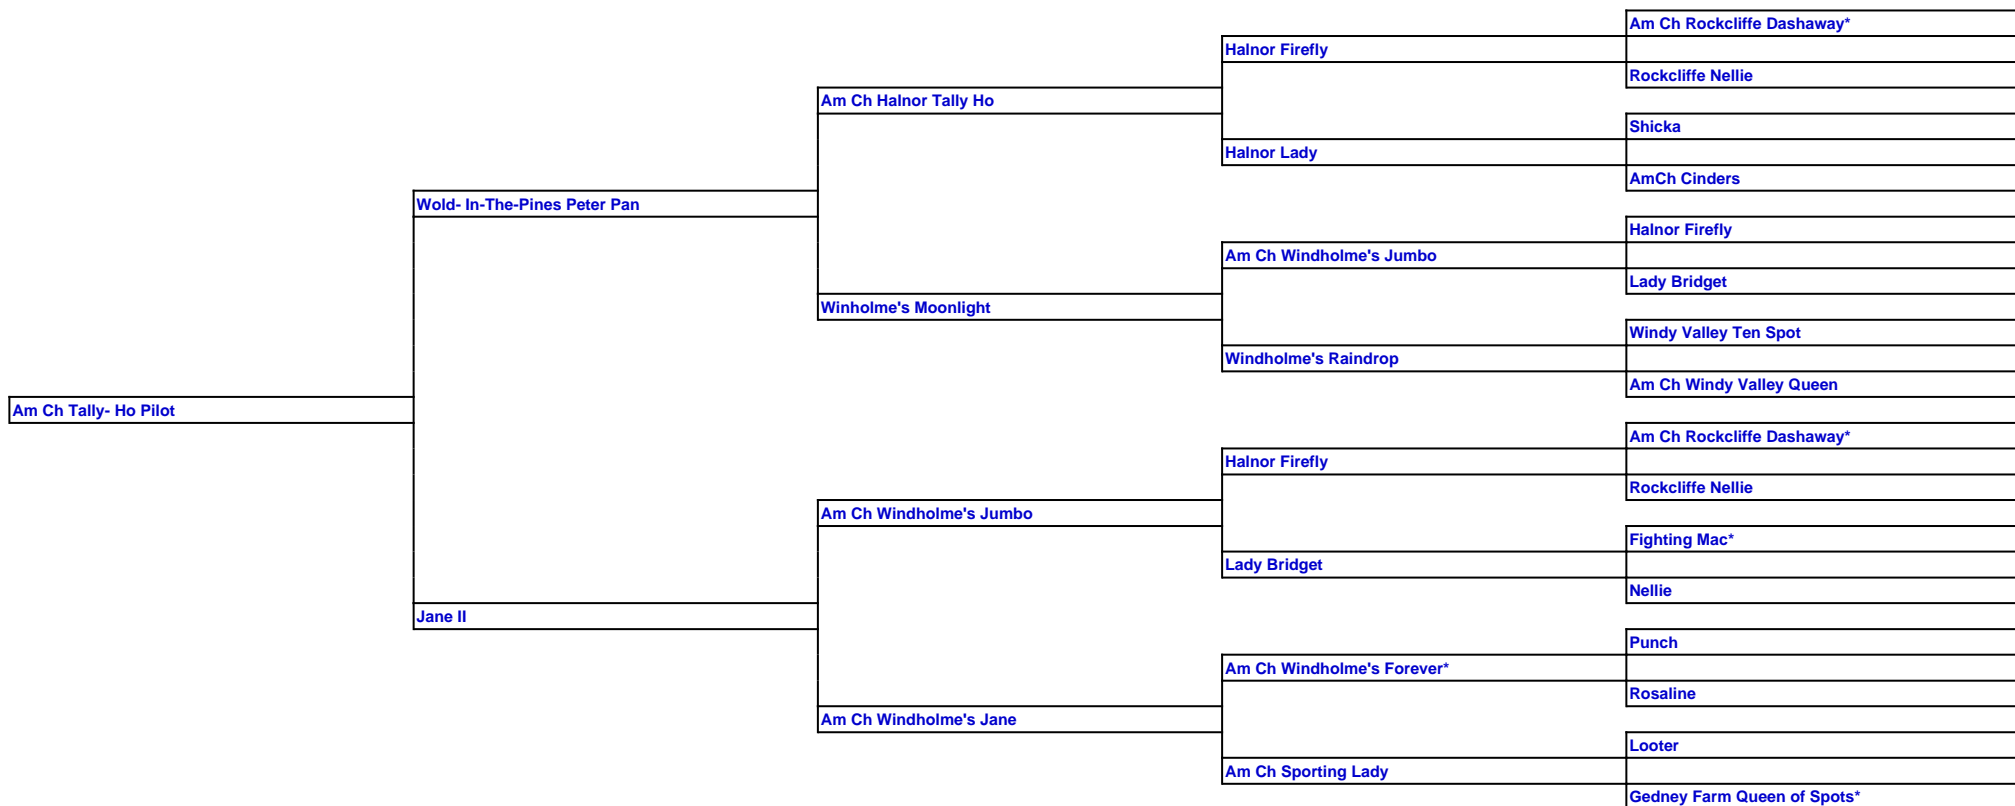 Am Ch Rockcliffe Dashaway*
Halnor Firefly
Rockcliffe Nellie
Am Ch Halnor Tally Ho
Shicka
Halnor Lady
AmCh Cinders
Wold- In-The-Pines Peter Pan
Halnor Firefly
Am Ch Windholme's Jumbo
Lady Bridget
Winholme's Moonlight
Windy Valley Ten Spot
Windholme's Raindrop
Am Ch Windy Valley Queen
Am Ch Tally- Ho Pilot
Am Ch Rockcliffe Dashaway*
Halnor Firefly
Rockcliffe Nellie
Am Ch Windholme's Jumbo
Fighting Mac*
Lady Bridget
Nellie
Jane II
Punch
Am Ch Windholme's Forever*
Rosaline
Am Ch Windholme's Jane
Looter
Am Ch Sporting Lady
Gedney Farm Queen of Spots*